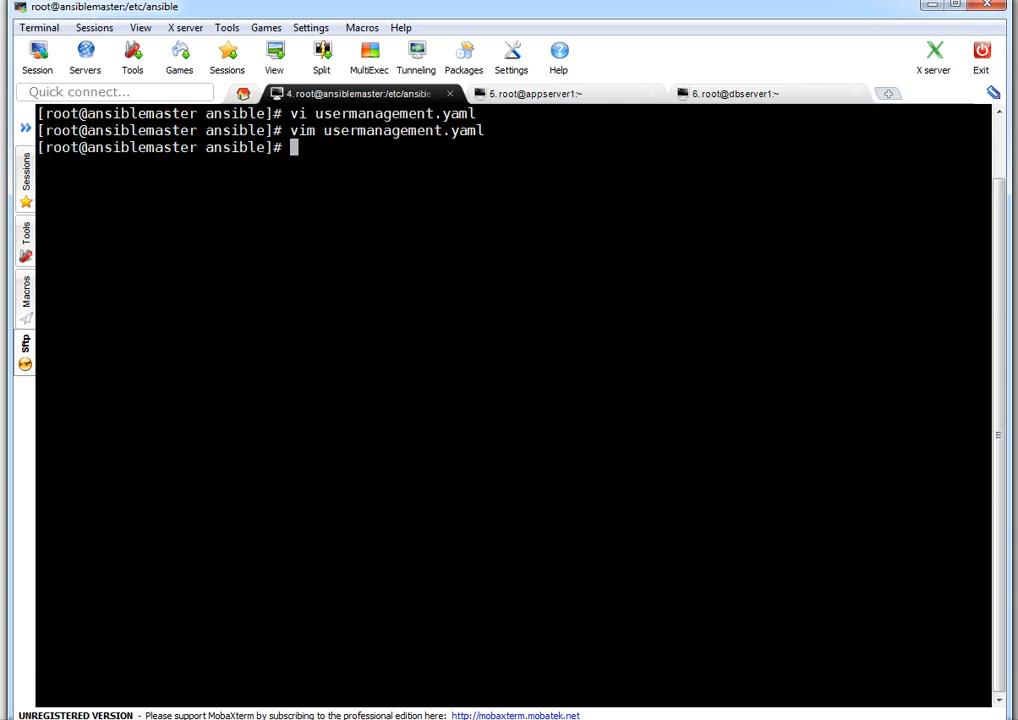 root@ansiblemaster:/etc/ansible
Terminal Sessions View X server Tools Games Settings Macros Help
Session Servers Tools Games Sessions View Split MultiExec Tunneling Packages Settings Help X server Exit
Quick connect...
4. root@ansiblemaster:/etc/ansible
5. root@appserver1:~
6. root@dbserver1:~
[root@ansiblemaster ansible]# vi usermanagement.yaml
[root@ansiblemaster ansible]# vim usermanagement.yaml
[root@ansiblemaster ansible]#
Sessions
Tools
Macros
Sftp
UNREGISTERED VERSION - Please support MobaXterm by subscribing to the professional edition here: http://mobaxterm.mobatek.net